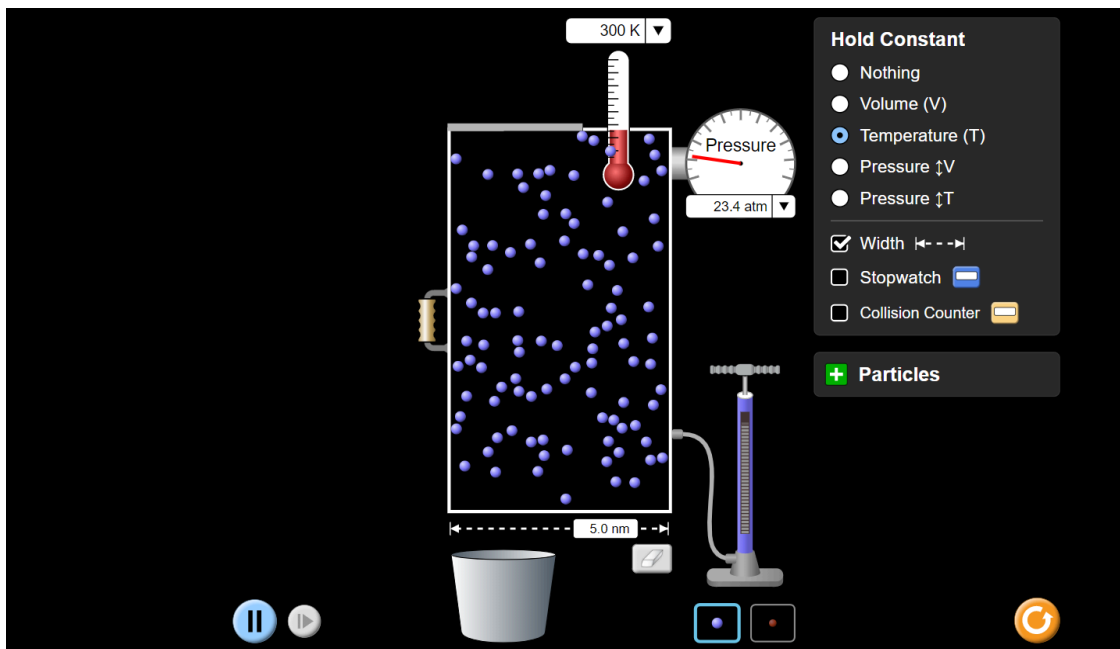 300 K
Pressure
23.4 atm
5.0 nm
Hold Constant
Nothing
Volume (V)
Temperature (T)
Pressure ↕V
Pressure ↕T
Width
Stopwatch
Collision Counter
Particles